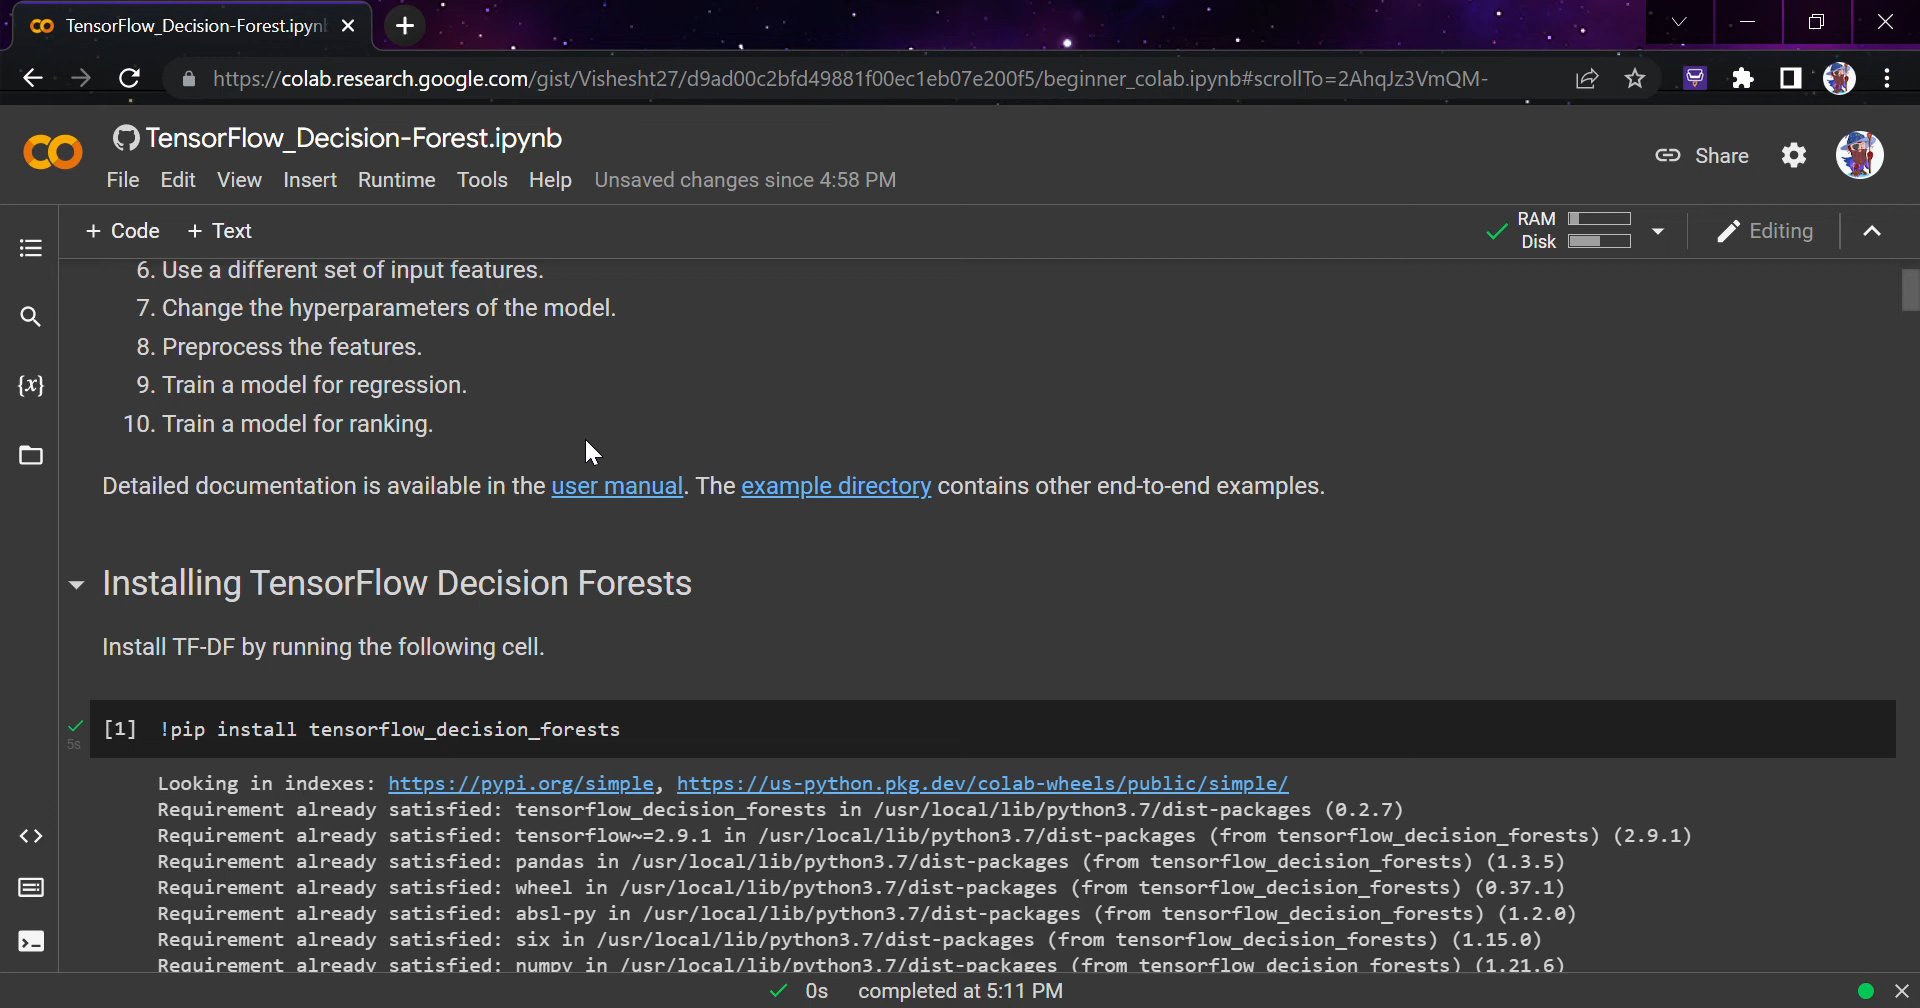 TensorFlow_Decision-Forest.ipynb
https://colab.research.google.com/gist/Vishesht27/d9ad00c2bfd49881f00ec1eb07e200f5/beginner_colab.ipynb#scrollTo=2AhqJz3VmQM-
TensorFlow_Decision-Forest.ipynb
File Edit View Insert Runtime Tools Help Unsaved changes since 4:58 PM
Share
+ Code + Text
RAM
Disk
Editing
6. Use a different set of input features.
7. Change the hyperparameters of the model.
8. Preprocess the features.
9. Train a model for regression.
10. Train a model for ranking.
Detailed documentation is available in the user manual. The example directory contains other end-to-end examples.
Installing TensorFlow Decision Forests
Install TF-DF by running the following cell.
[1] !pip install tensorflow_decision_forests
5s
Looking in indexes: https://pypi.org/simple, https://us-python.pkg.dev/colab-wheels/public/simple/
Requirement already satisfied: tensorflow_decision_forests in /usr/local/lib/python3.7/dist-packages (0.2.7)
Requirement already satisfied: tensorflow~=2.9.1 in /usr/local/lib/python3.7/dist-packages (from tensorflow_decision_forests) (2.9.1)
Requirement already satisfied: pandas in /usr/local/lib/python3.7/dist-packages (from tensorflow_decision_forests) (1.3.5)
Requirement already satisfied: wheel in /usr/local/lib/python3.7/dist-packages (from tensorflow_decision_forests) (0.37.1)
Requirement already satisfied: absl-py in /usr/local/lib/python3.7/dist-packages (from tensorflow_decision_forests) (1.2.0)
Requirement already satisfied: six in /usr/local/lib/python3.7/dist-packages (from tensorflow_decision_forests) (1.15.0)
Requirement already satisfied: numpy in /usr/local/lib/python3.7/dist-packages (from tensorflow_decision_forests) (1.21.6)
0s completed at 5:11 PM